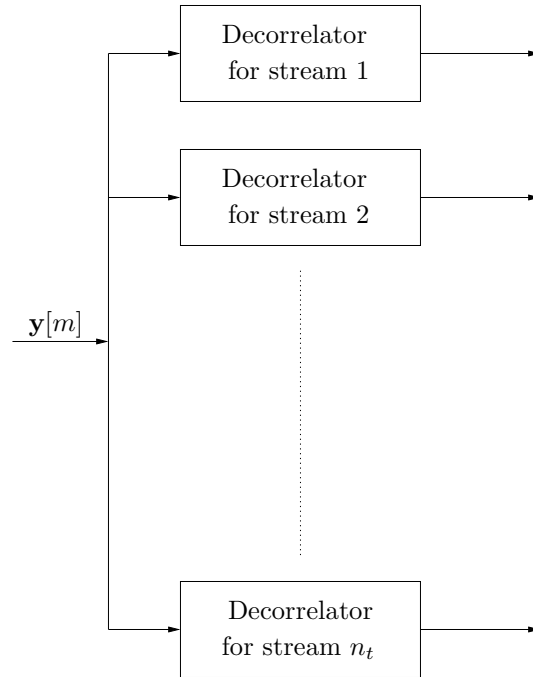 Decorrelator
for stream 1
Decorrelator
for stream 2
y[m]
Decorrelator
for stream n_t